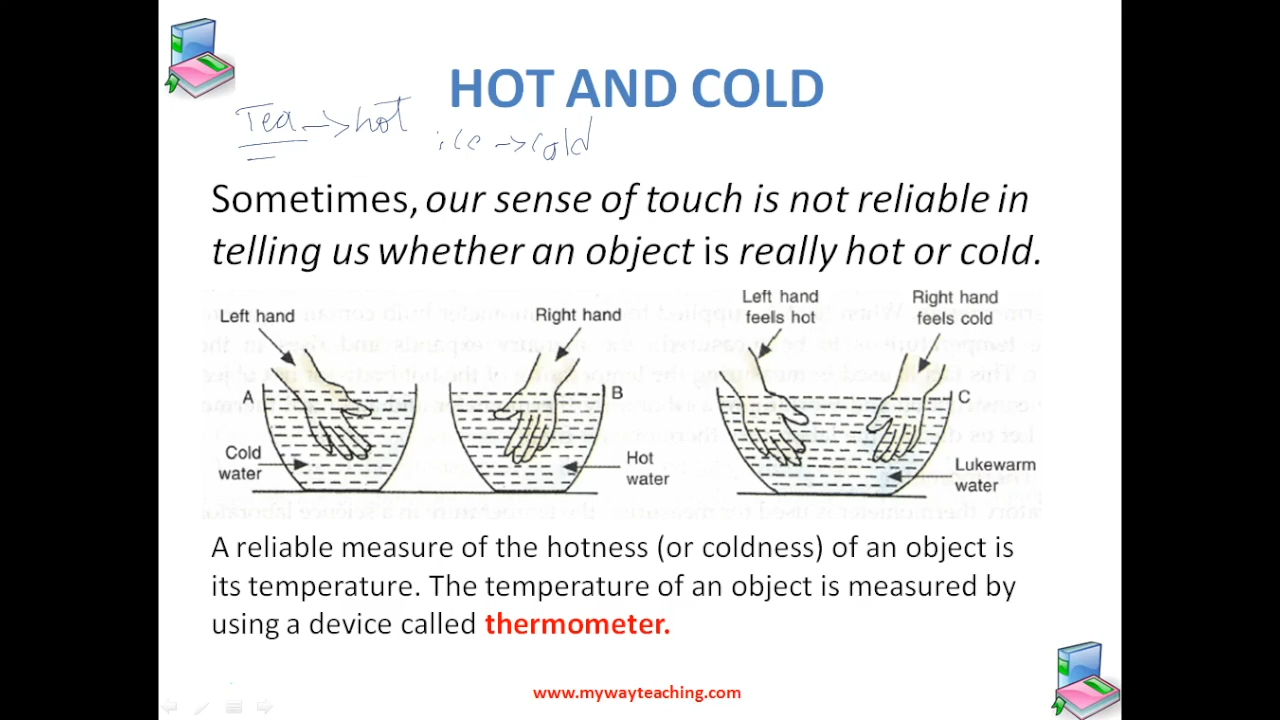 HOT AND COLD
Tea -> hot
ice -> cold
Sometimes, our sense of touch is not reliable in
telling us whether an object is really hot or cold.
Left hand
A
Cold
water
Right hand
B
Hot
water
Left hand
feels hot
Right hand
feels cold
C
Lukewarm
water
A reliable measure of the hotness (or coldness) of an object is
its temperature. The temperature of an object is measured by
using a device called thermometer.
www.mywayteaching.com